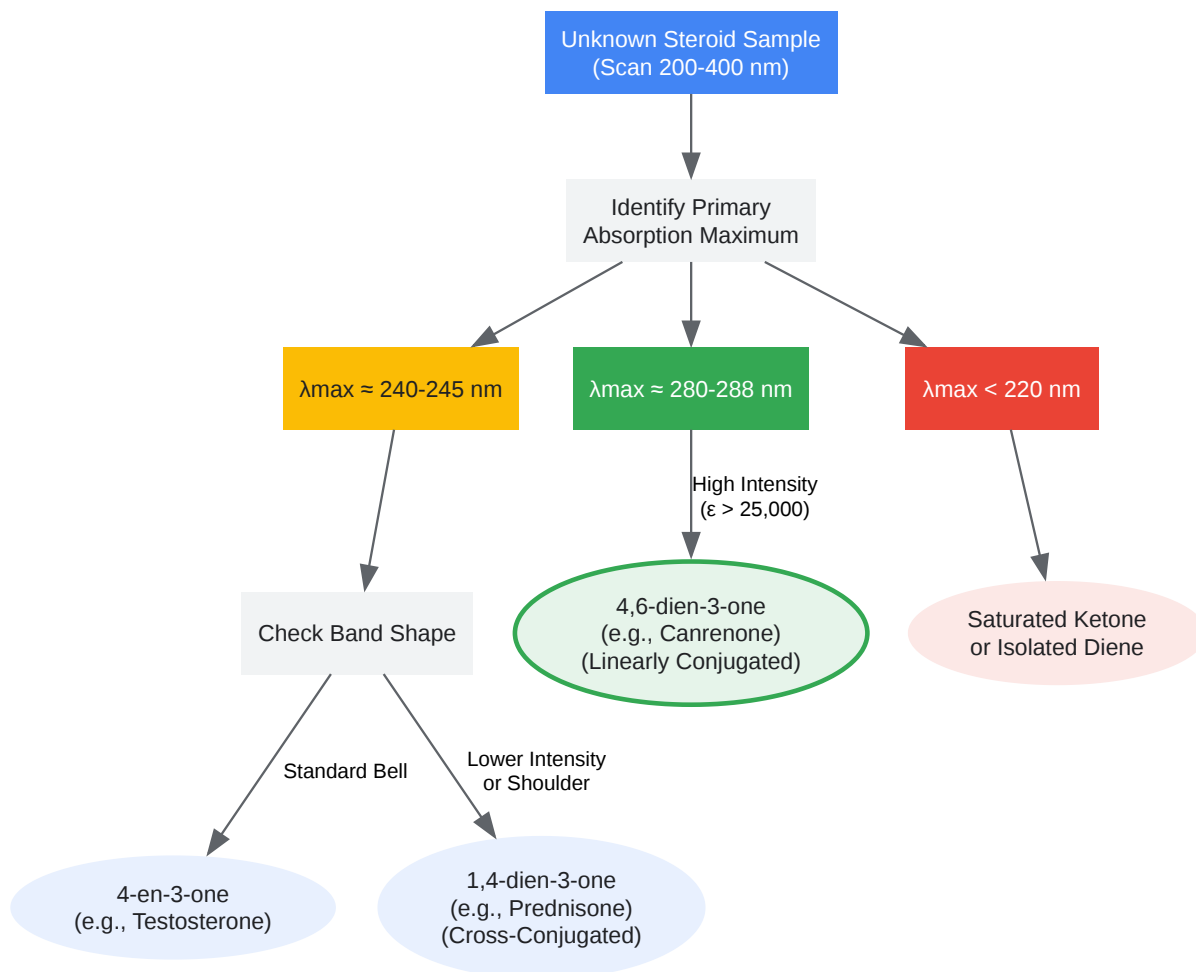 Unknown Steroid Sample
(Scan 200-400 nm)
Identify Primary
Absorption Maximum
λmax ≈ 240-245 nm
λmax ≈ 280-288 nm
λmax < 220 nm
High Intensity
(ε > 25,000)
Check Band Shape
4,6-dien-3-one
(e.g., Canrenone)
(Linearly Conjugated)
Saturated Ketone
or Isolated Diene
Standard Bell
Lower Intensity
or Shoulder
4-en-3-one
(e.g., Testosterone)
1,4-dien-3-one
(e.g., Prednisone)
(Cross-Conjugated)